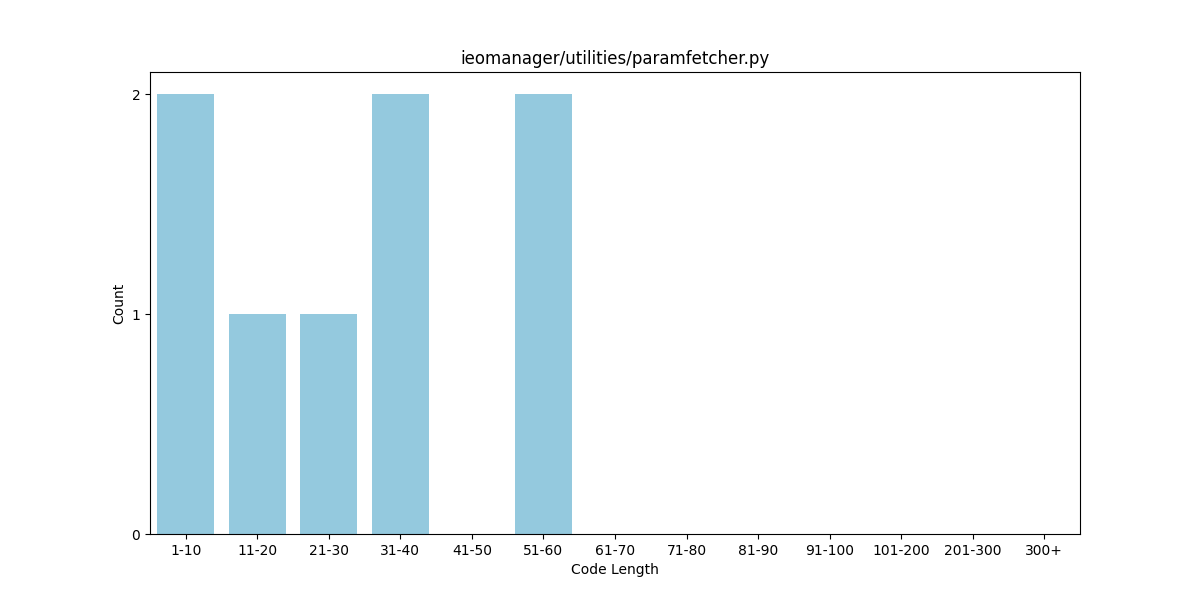 ieomanager/utilities/paramfetcher.py
Count
2
1
0
1-10 11-20 21-30 31-40 41-50 51-60 61-70 71-80 81-90 91-100 101-200 201-300 300+
Code Length